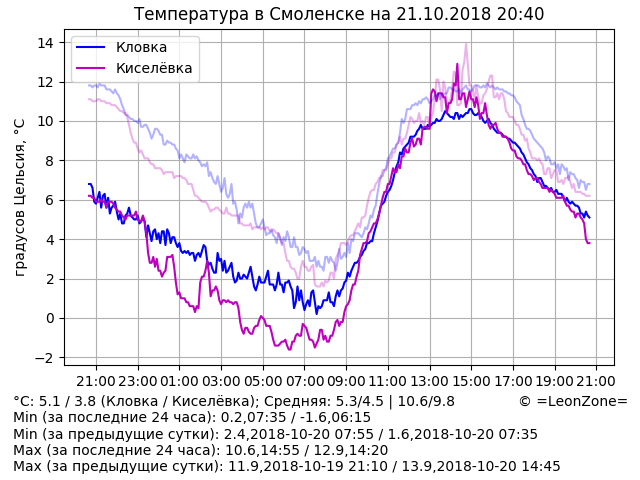 Температура в Смоленске на 21.10.2018 20:40
Кловка
Киселёвка
градусов Цельсия, °C
14
12
10
8
6
4
2
0
−2
21:00 23:00 01:00 03:00 05:00 07:00 09:00 11:00 13:00 15:00 17:00 19:00 21:00
°C: 5.1 / 3.8 (Кловка / Киселёвка); Средняя: 5.3/4.5 | 10.6/9.8 © =LeonZone=
Min (за последние 24 часа): 0.2,07:35 / -1.6,06:15
Min (за предыдущие сутки): 2.4,2018-10-20 07:55 / 1.6,2018-10-20 07:35
Max (за последние 24 часа): 10.6,14:55 / 12.9,14:20
Max (за предыдущие сутки): 11.9,2018-10-19 21:10 / 13.9,2018-10-20 14:45